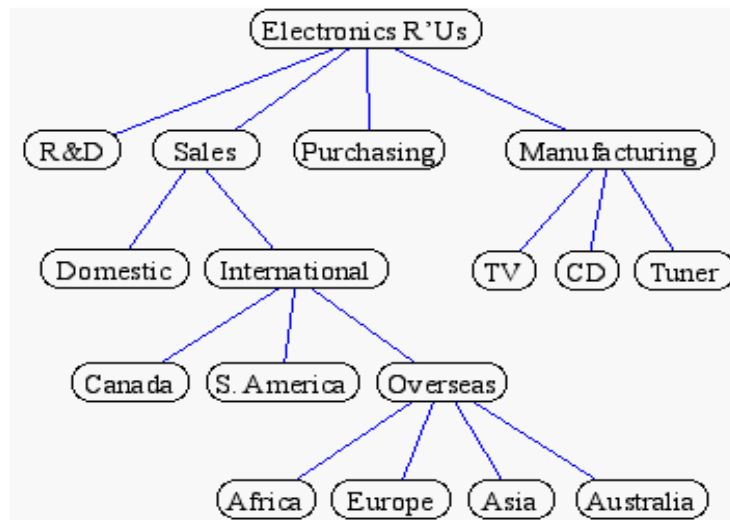 Electronics R'Us
R&D Sales Purchasing Manufacturing
Domestic International TV CD Tuner
Canada S. America Overseas
Africa Europe Asia Australia